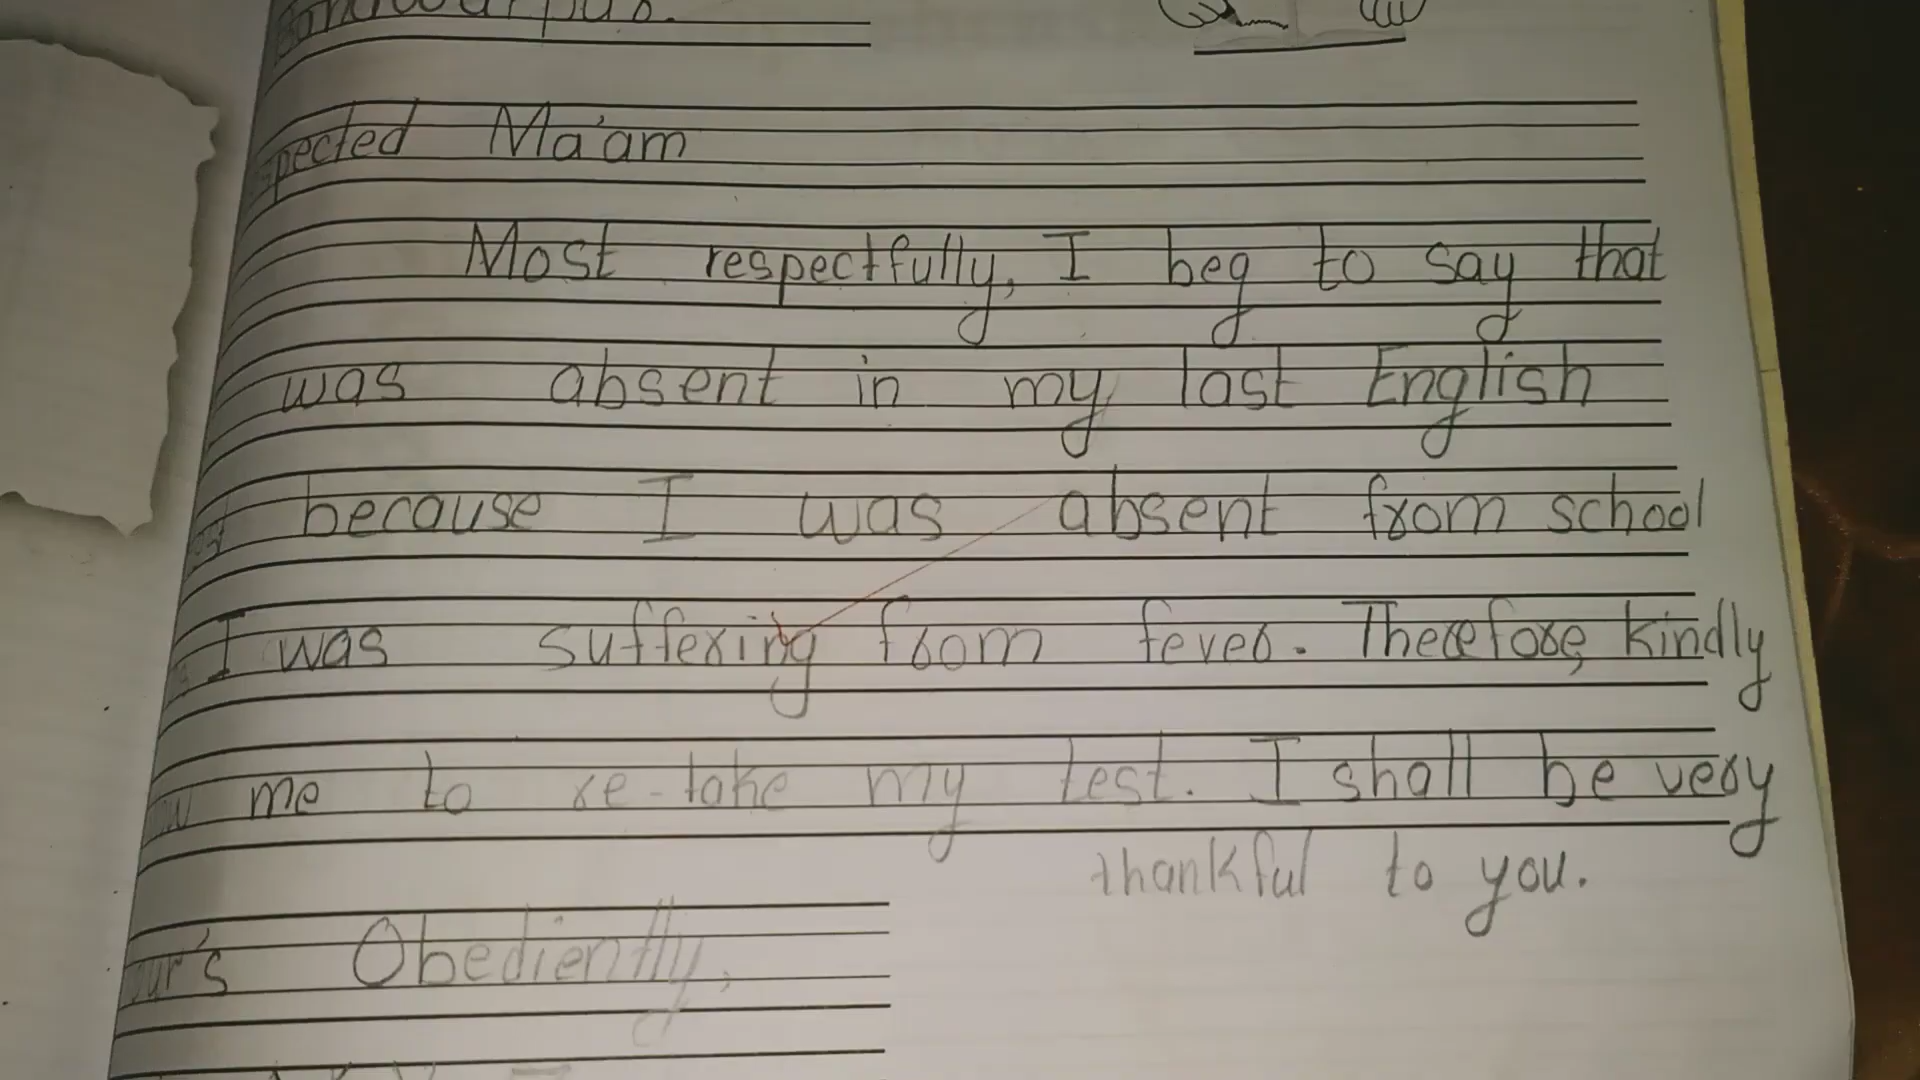 pected Ma'am
Most respectfully, I beg to say that
was absent in my last English
because I was absent from school
I was suffering from fever. Therefore, kindly
me to re-take my test. I shall be very
thankful to you.
our's Obediently,